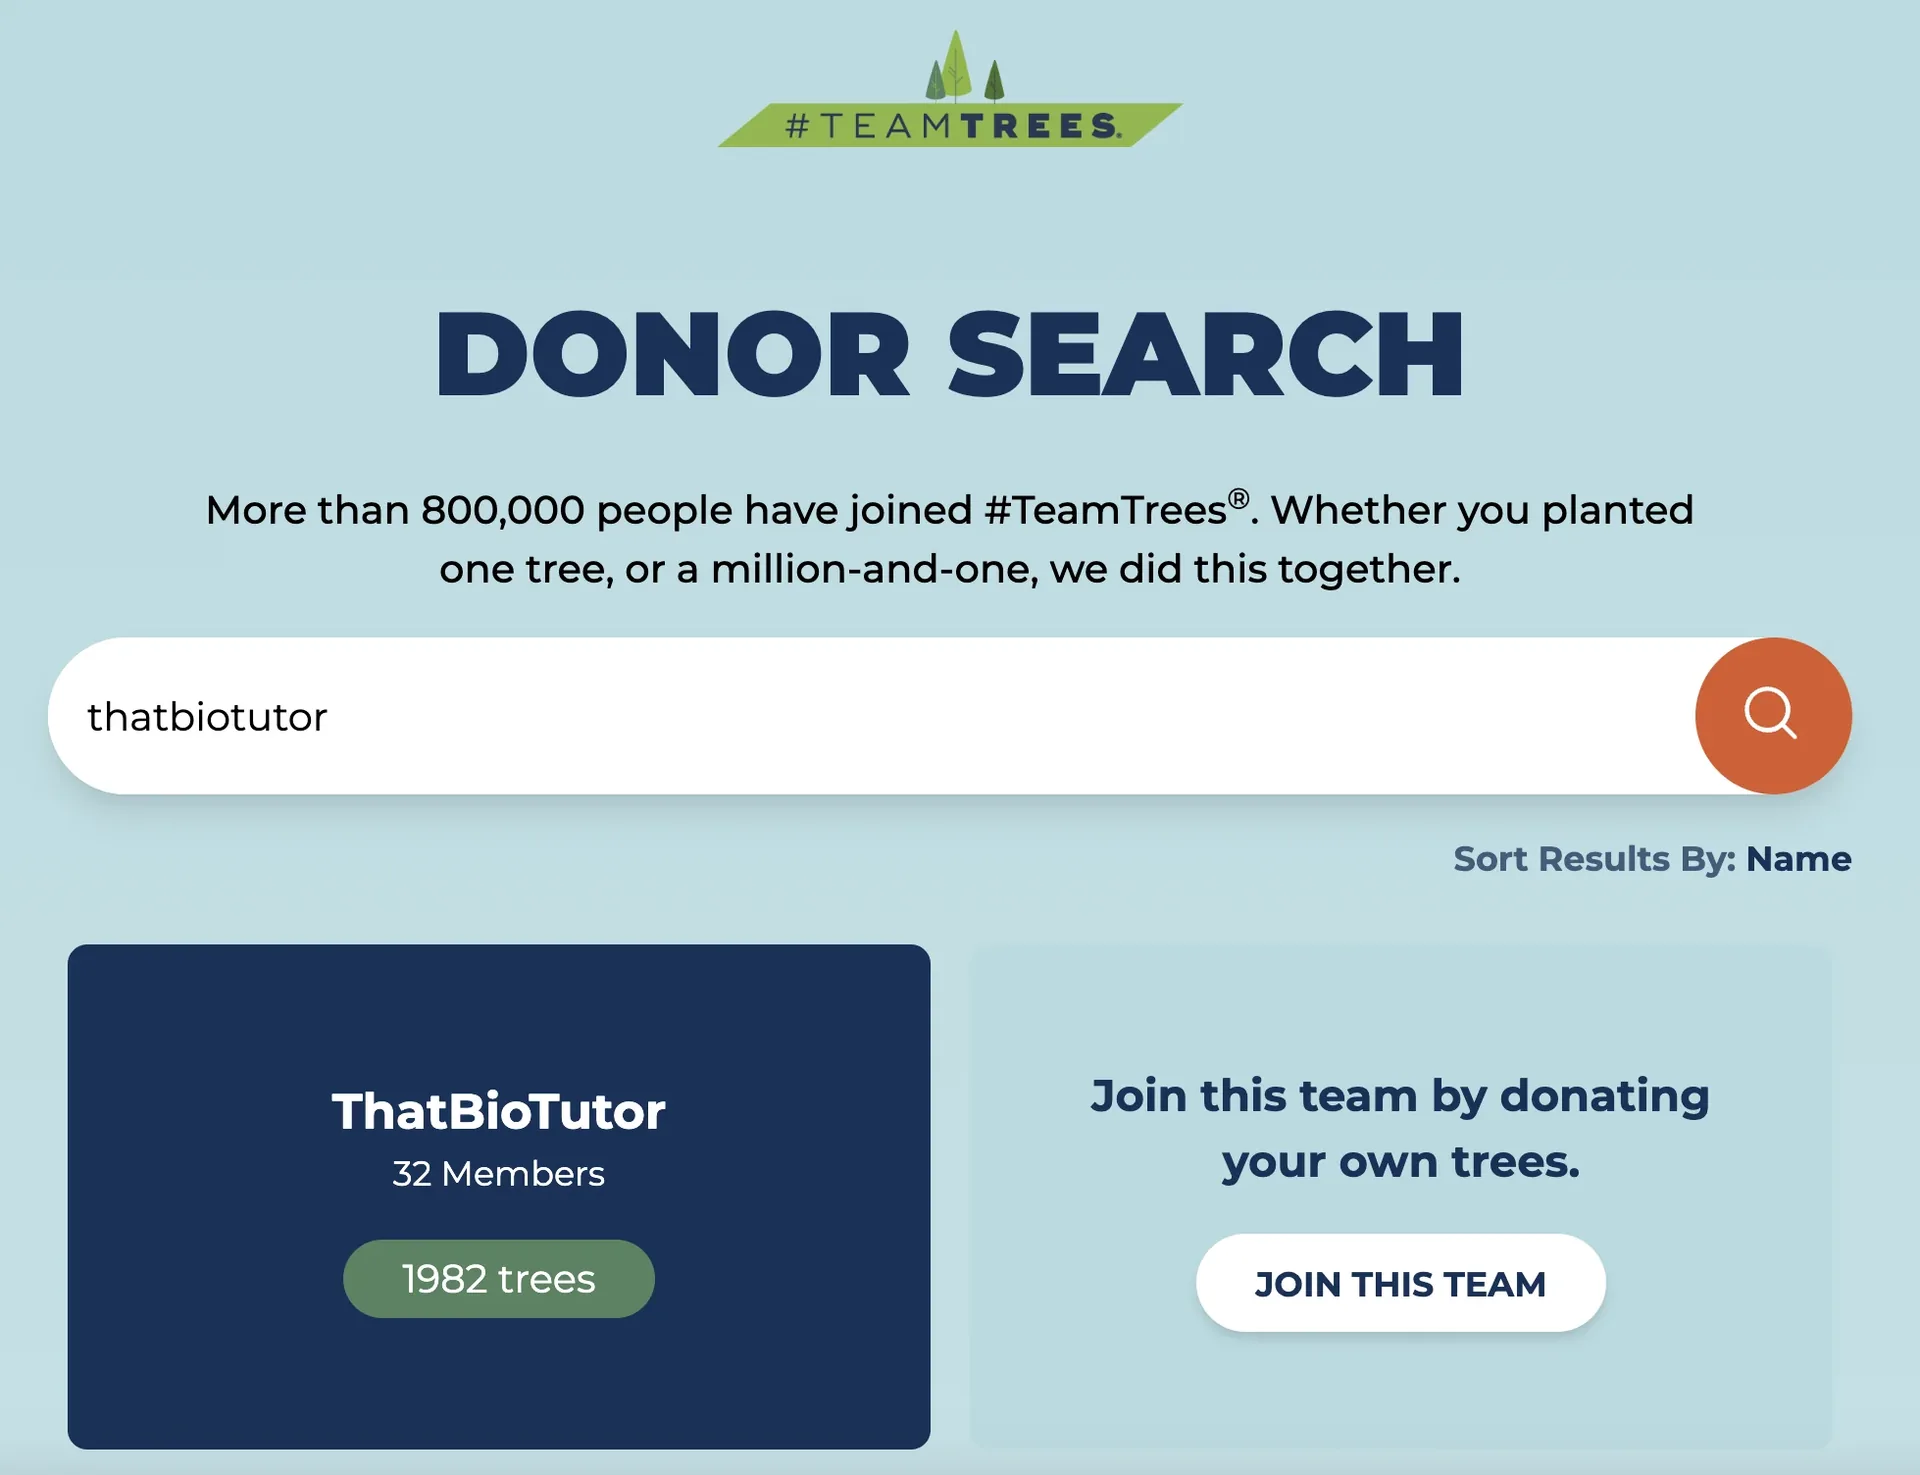 #TEAMTREES®
DONOR SEARCH
More than 800,000 people have joined #TeamTrees®. Whether you planted
one tree, or a million-and-one, we did this together.
thatbiotutor
Sort Results By: Name
ThatBioTutor
32 Members
1982 trees
Join this team by donating
your own trees.
JOIN THIS TEAM